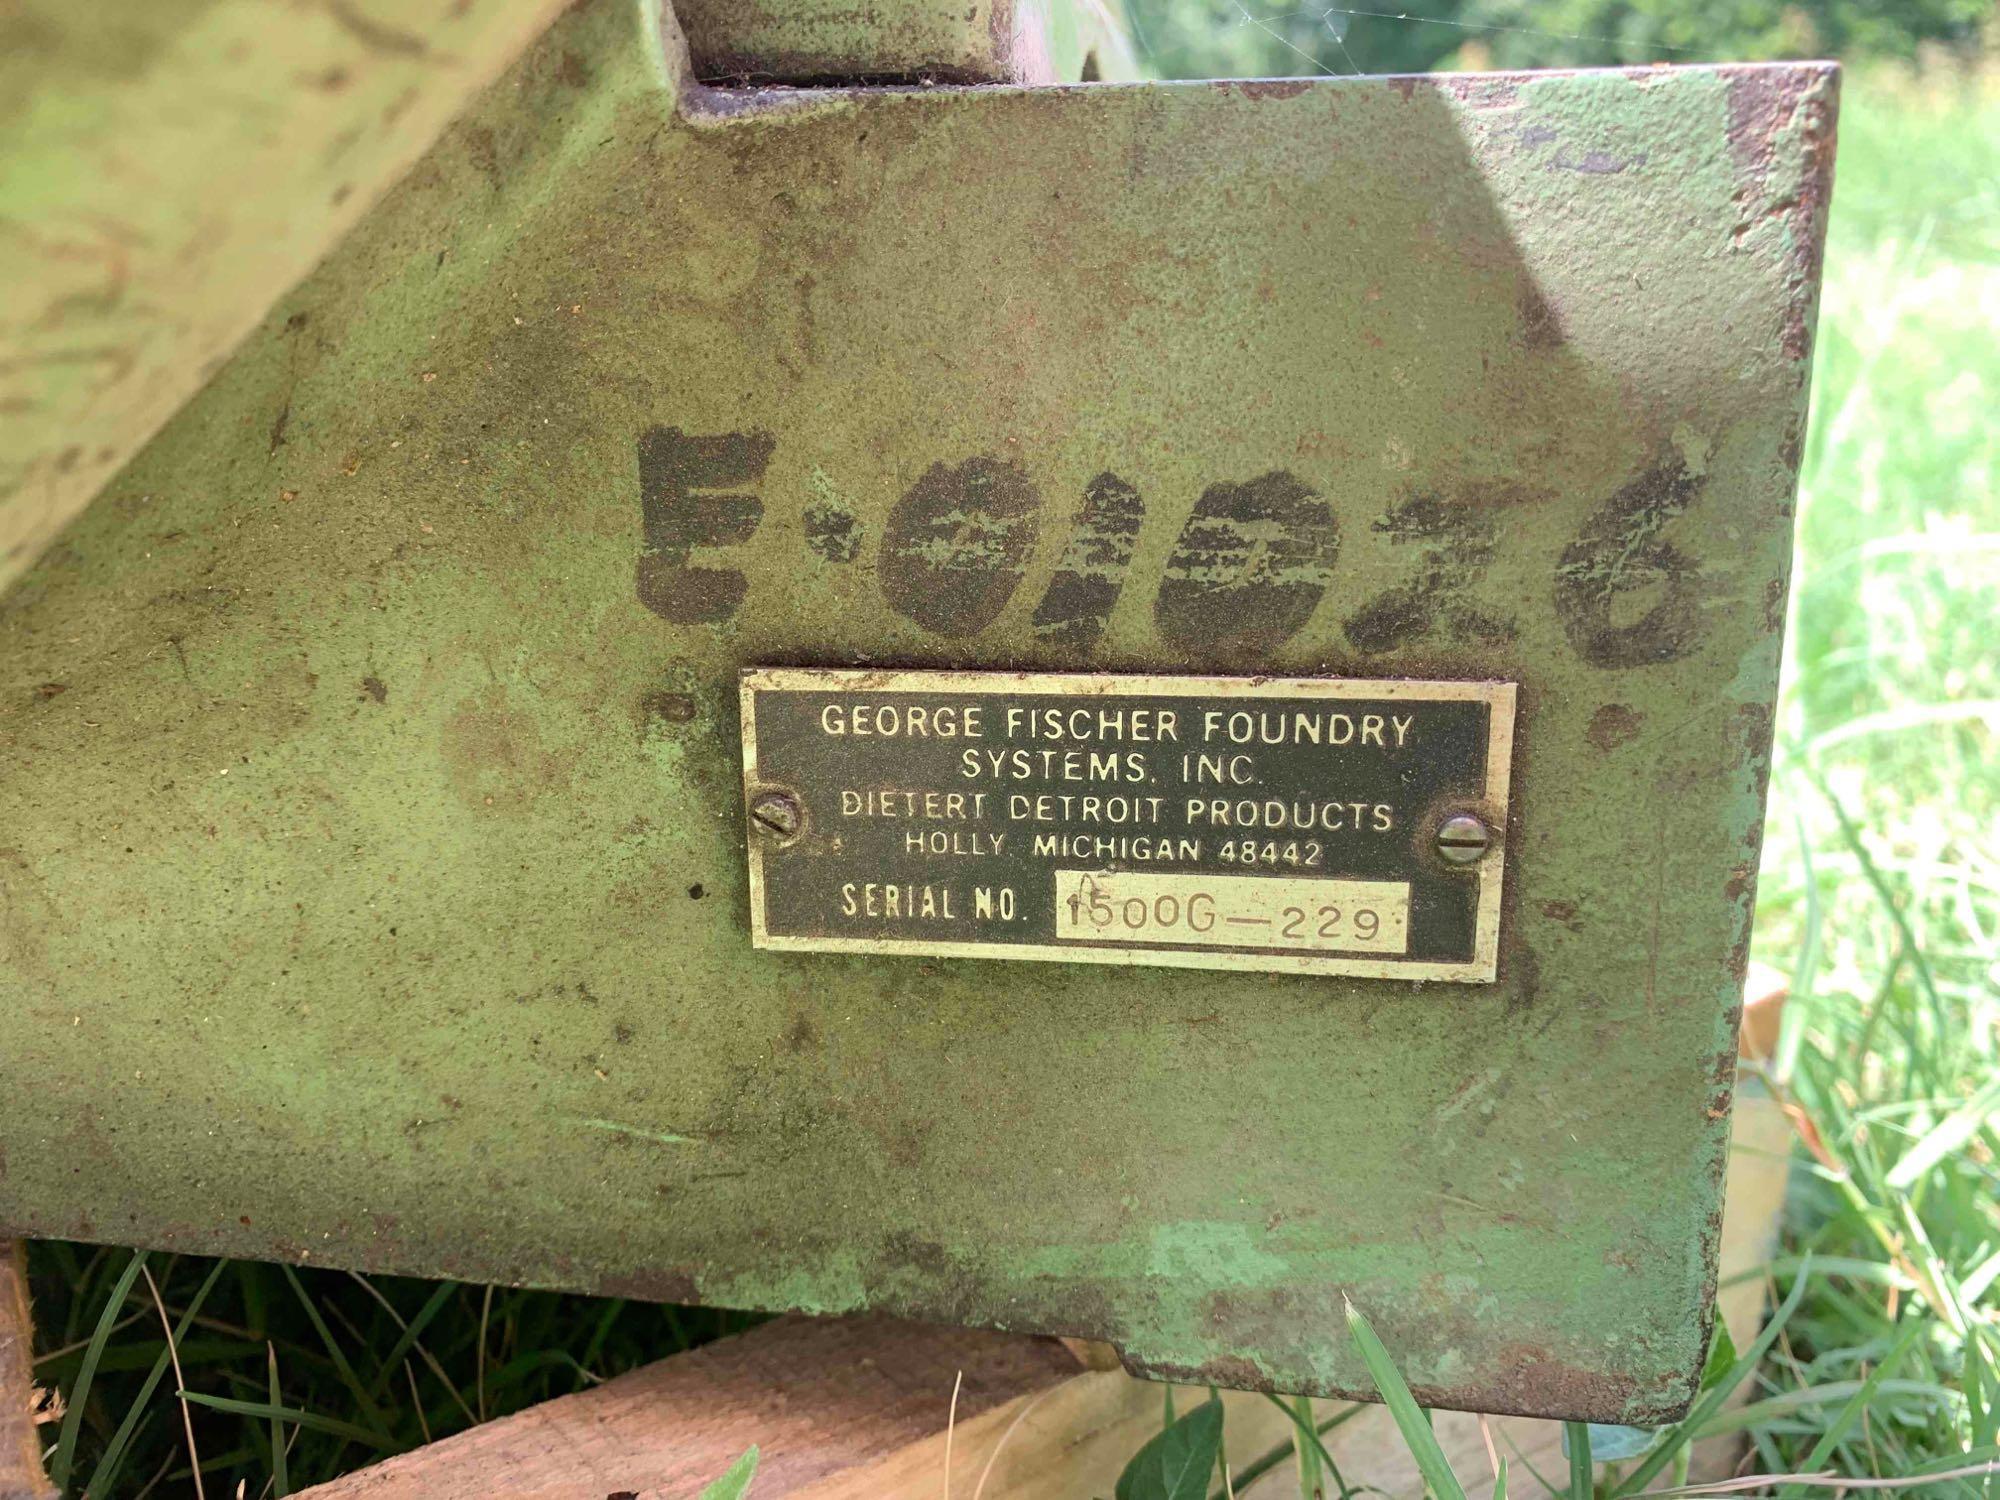 E-01026
GEORGE FISCHER FOUNDRY
SYSTEMS, INC.
DIETERT DETROIT PRODUCTS
HOLLY, MICHIGAN 48442
SERIAL NO. 1500G-229